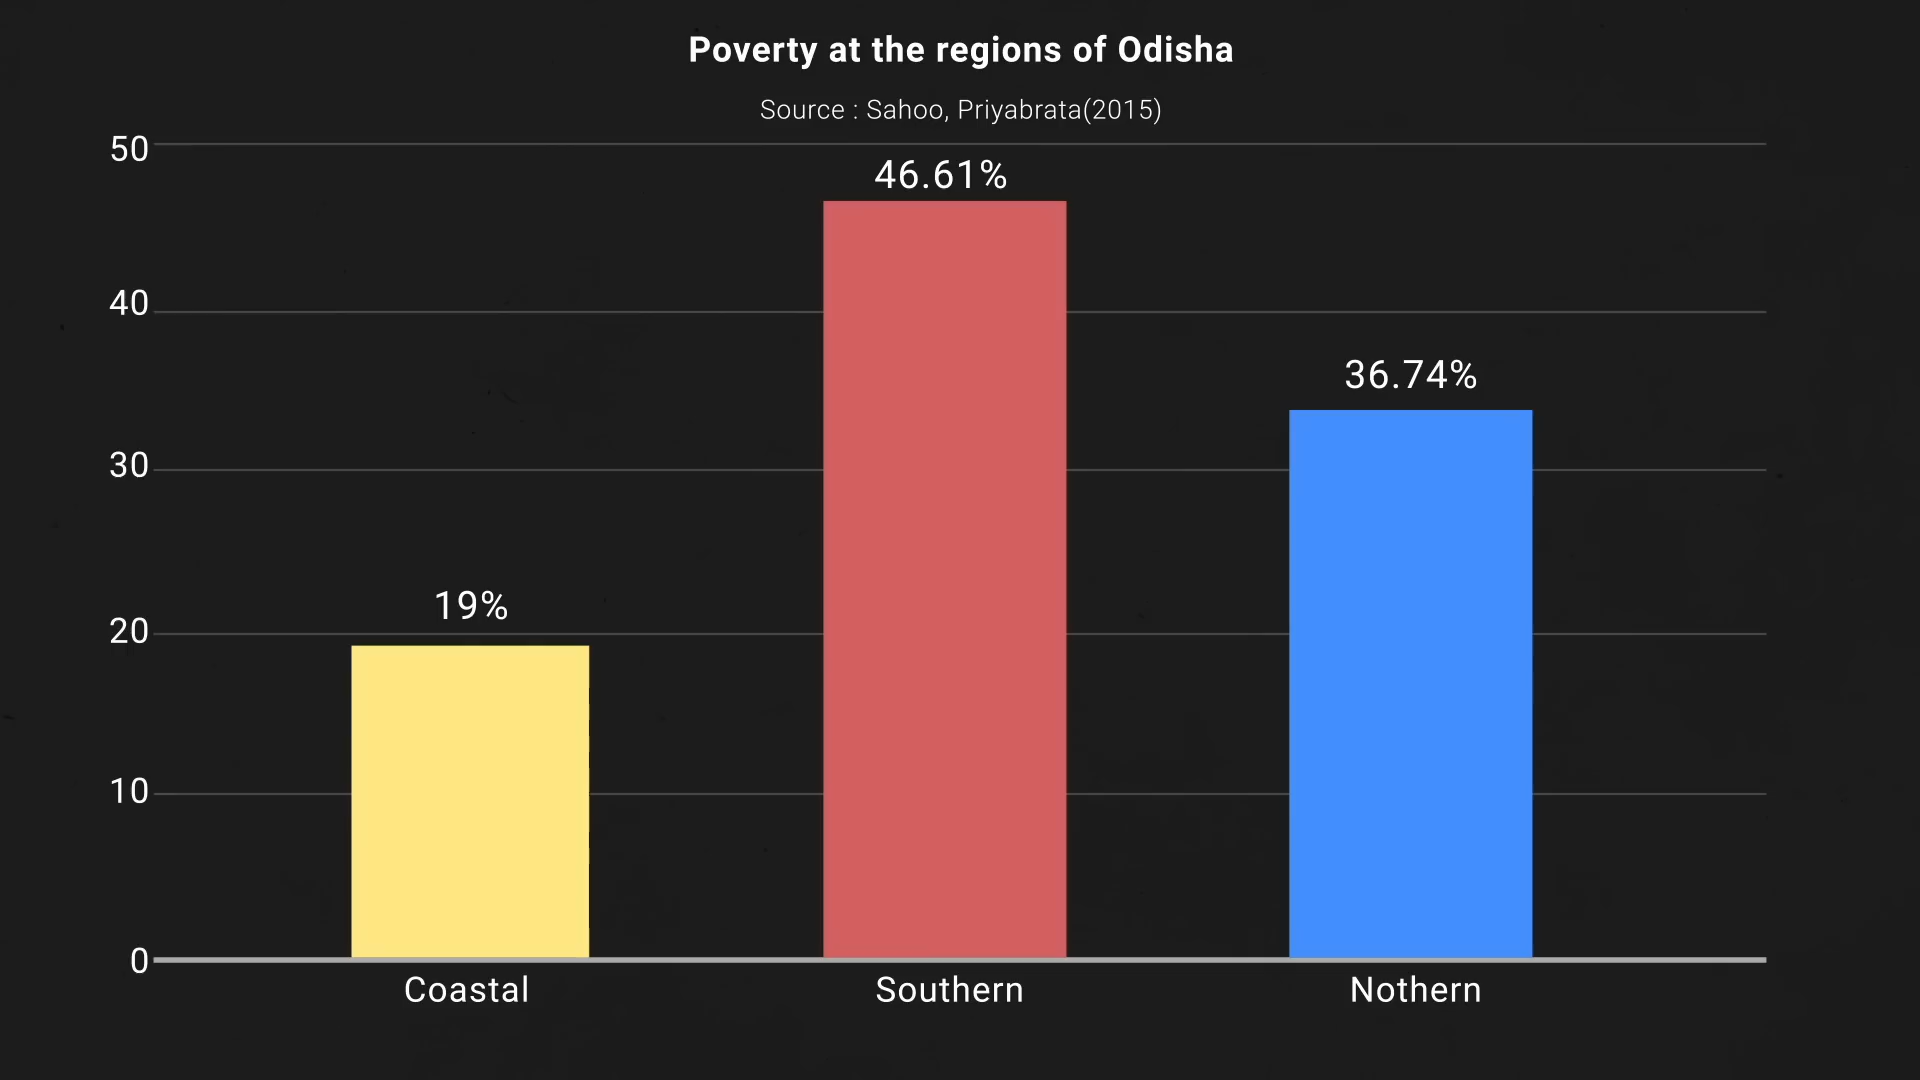 Poverty at the regions of Odisha
Source : Sahoo, Priyabrata(2015)
50
46.61%
40
36.74%
30
19%
20
10
0
Coastal
Southern
Nothern